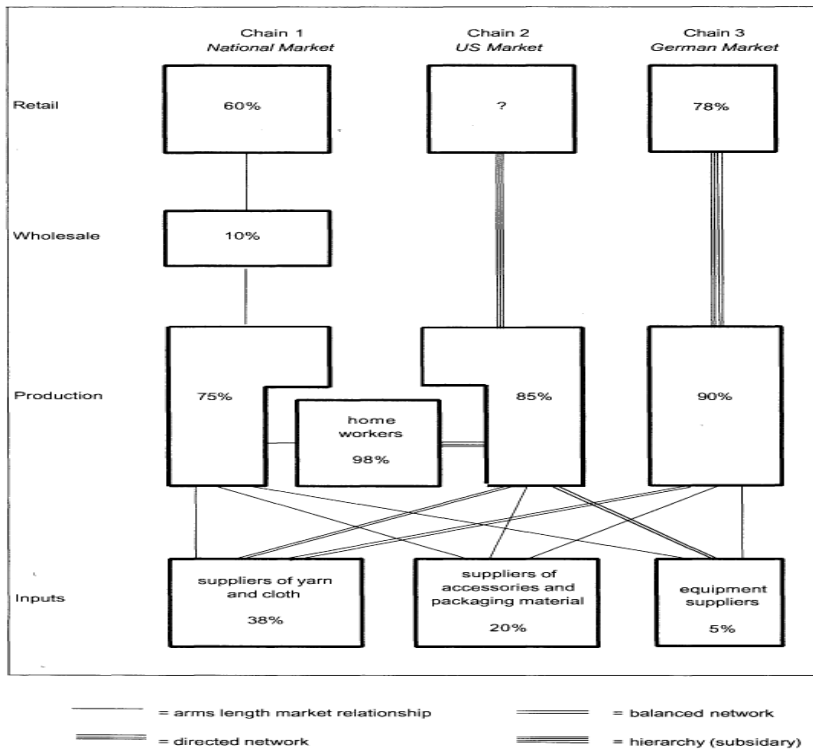 Chain 1
National Market
Chain 2
US Market
Chain 3
German Market
Retail
60%
?
78%
Wholesale
10%
Production
75%
85%
90%
home
workers
98%
Inputs
suppliers of yarn
and cloth
38%
suppliers of
accessories and
packaging material
20%
equipment
suppliers
5%
= arms length market relationship
= balanced network
= directed network
= hierarchy (subsidary)